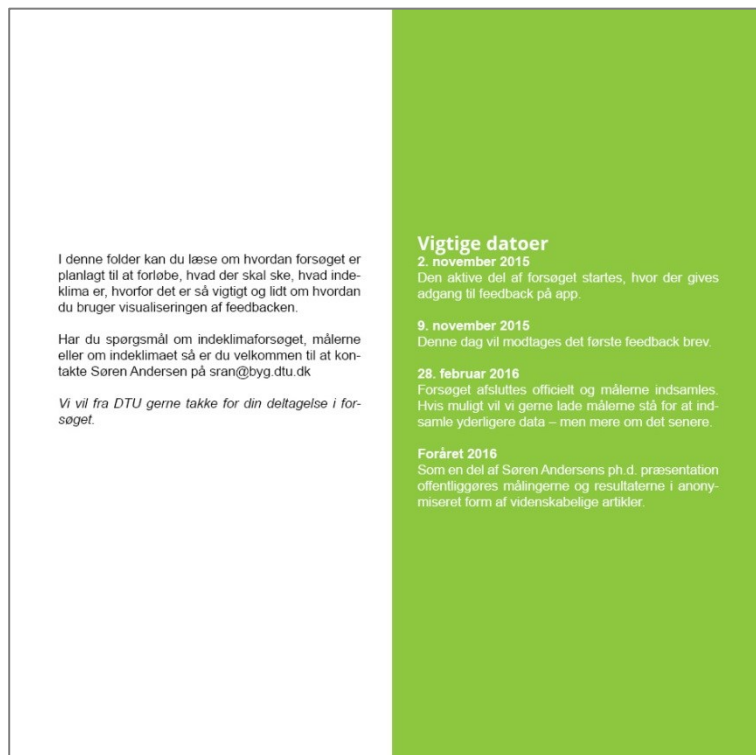 I denne folder kan du læse om hvordan forsøget er
planlagt til at forløbe, hvad der skal ske, hvad inde-
klima er, hvorfor det er så vigtigt og lidt om hvordan
du bruger visualiseringen af feedbacken.
Har du spørgsmål om indeklimaforsøget, målerne
eller om indeklimaet så er du velkommen til at kon-
takte Søren Andersen på sran@byg.dtu.dk
Vi vil fra DTU gerne takke for din deltagelse i for-
søget.
Vigtige datoer
2. november 2015
Den aktive del af forsøget startes, hvor der gives
adgang til feedback på app.
9. november 2015
Denne dag vil modtages det første feedback brev.
28. februar 2016
Forsøget afsluttes officielt og målerne indsamles.
Hvis muligt vil vi gerne lade målerne stå for at ind-
samle yderligere data – men mere om det senere.
Foråret 2016
Som en del af Søren Andersens ph.d. præsentation
offentliggøres målingerne og resultaterne i anony-
miseret form af videnskabelige artikler.